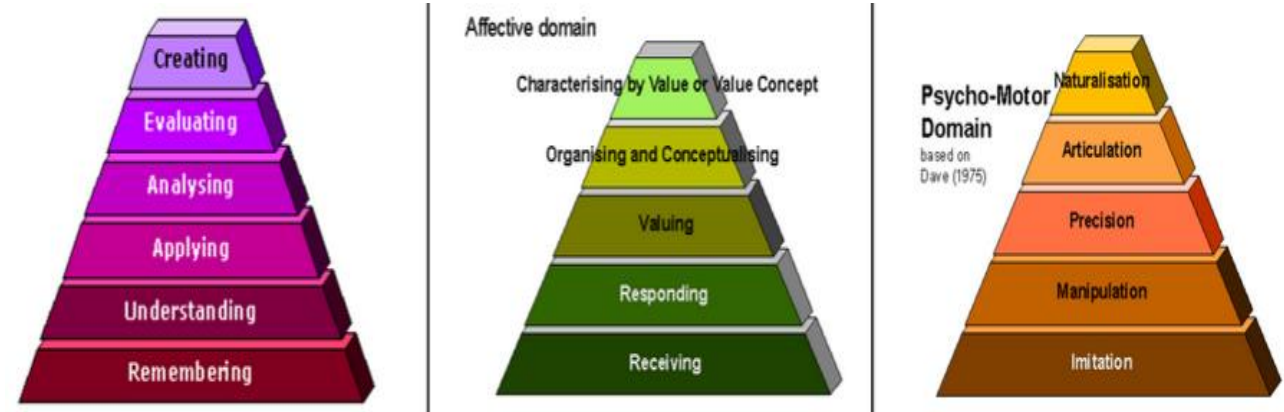 Creating
Evaluating
Analysing
Applying
Understanding
Remembering
Affective domain
Characterising by Value or Value Concept
Organising and Conceptualising
Valuing
Responding
Receiving
Psycho-Motor
Domain
based on
Dave (1975)
Naturalisation
Articulation
Precision
Manipulation
Imitation